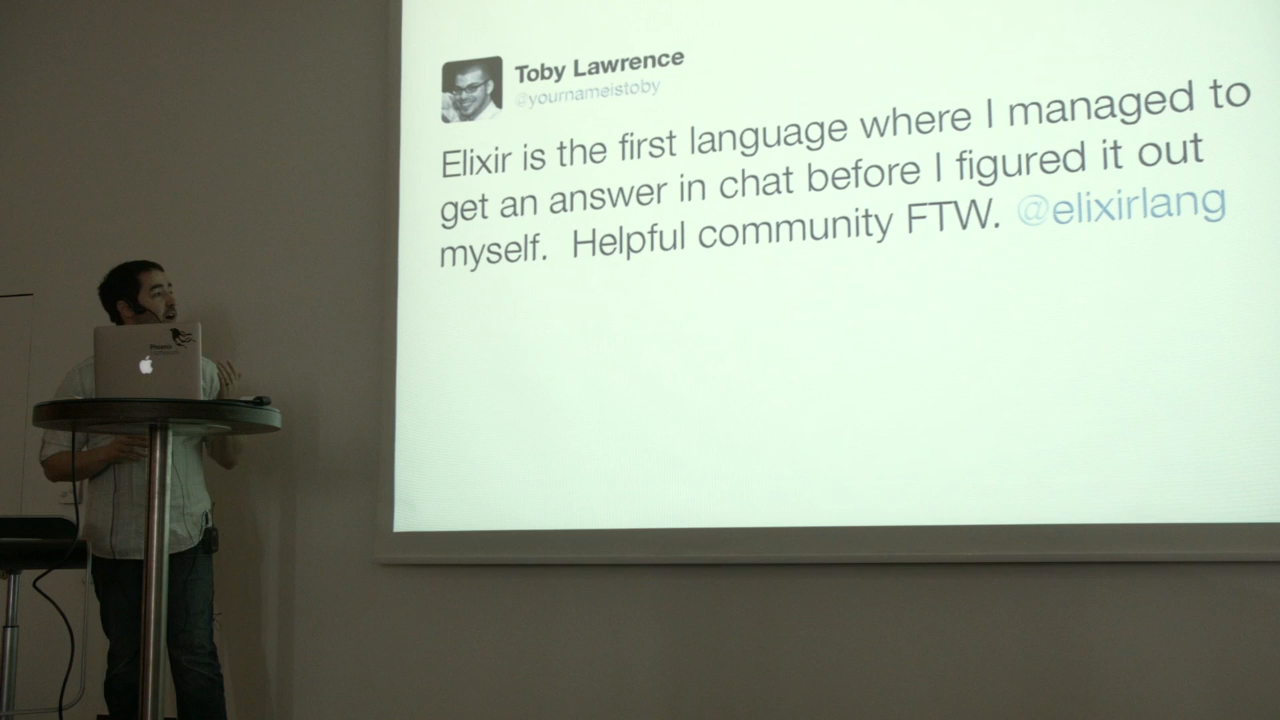 Toby Lawrence
@yournameistoby
Elixir is the first language where I managed to
get an answer in chat before I figured it out
myself. Helpful community FTW. @elixirlang
Phoenix